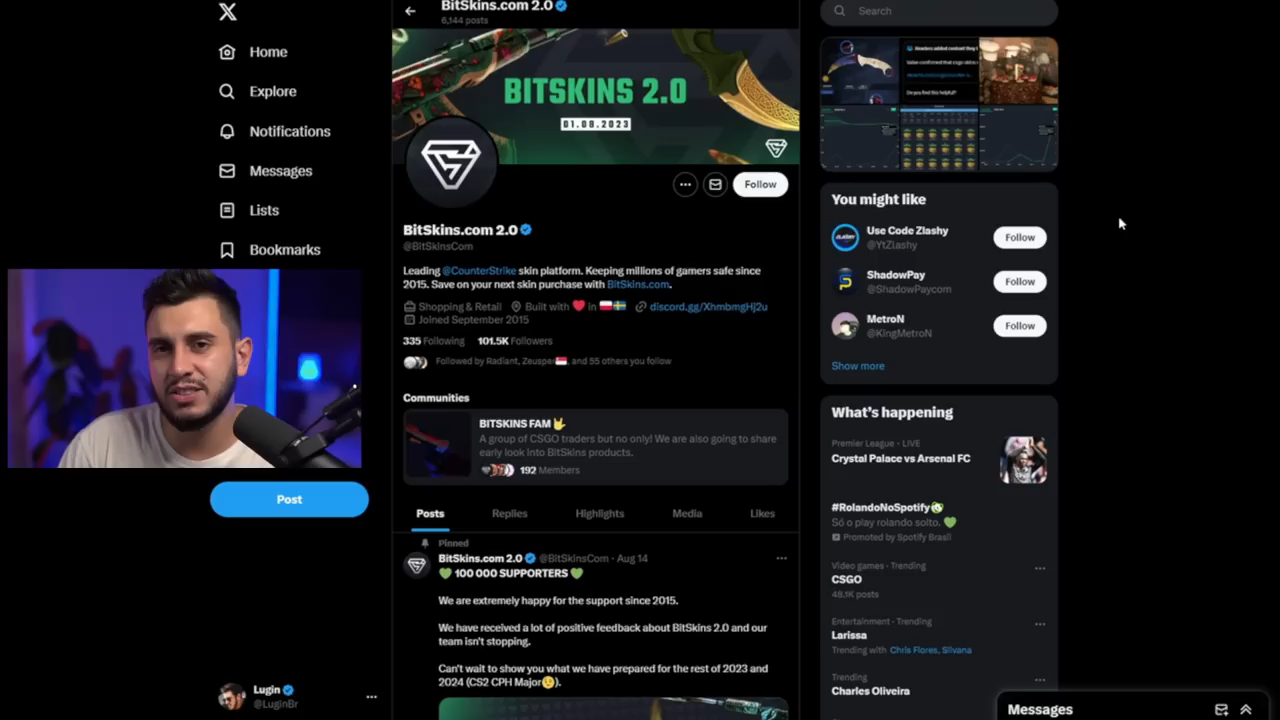 Home
Explore
Notifications
Messages
Lists
Bookmarks
Post
Lugin
@LuginBr
BitSkins.com 2.0
6,144 posts
BITSKINS 2.0
01.08.2023
Follow
BitSkins.com 2.0
@BitSkinsCom
Leading @CounterStrike skin platform. Keeping millions of gamers safe since
2015. Save on your next skin purchase with BitSkins.com.
Shopping & Retail Built with ❤️ in 🇵🇱🇸🇪 discord.gg/XhmbmgHj2u
Joined September 2015
335 Following 101.5K Followers
Followed by Radiant, Zeusper, and 55 others you follow
Communities
BITSKINS FAM 🤟
A group of CSGO traders but no only! We are also going to share
early look into BitSkins products.
192 Members
Posts Replies Highlights Media Likes
Pinned
BitSkins.com 2.0 @BitSkinsCom · Aug 14
💚 100 000 SUPPORTERS 💚
We are extremely happy for the support since 2015.
We have received a lot of positive feedback about BitSkins 2.0 and our
team isn't stopping.
Can't wait to show you what we have prepared for the rest of 2023 and
2024 (CS2 CPH Major🤨).
Search
Readers added context they t
Do you find this helpful?
You might like
Use Code Zlashy
@YtZlashy
Follow
ShadowPay
@ShadowPaycom
Follow
MetroN
@KingMetroN
Follow
Show more
What's happening
Premier League · LIVE
Crystal Palace vs Arsenal FC
#RolandoNoSpotify
Só o play rolando solto. 💚
Promoted by Spotify Brasil
Video games · Trending
CSGO
48.1K posts
Entertainment · Trending
Larissa
Trending with Chris Flores, Silvana
Trending
Charles Oliveira
Messages